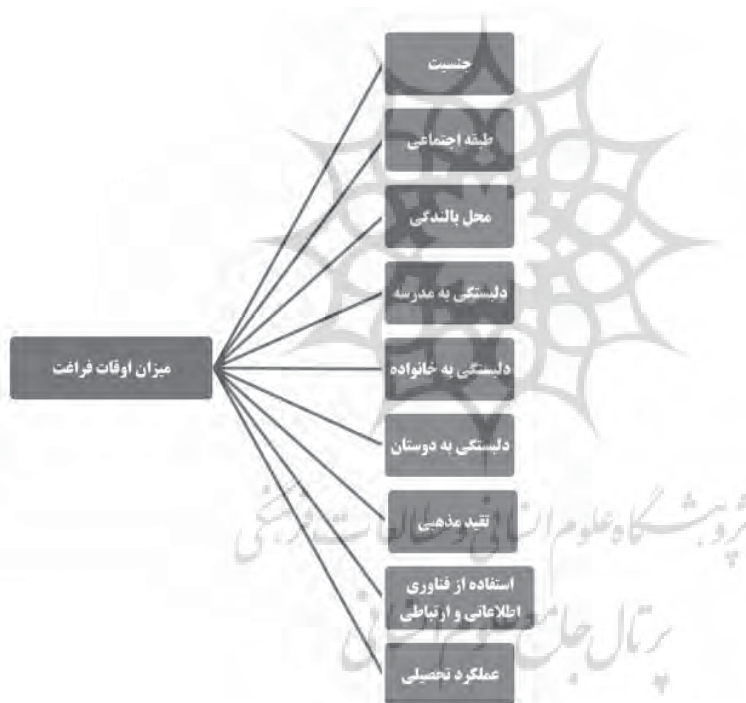 جنسیت
طبقه اجتماعی
محل بالندگی
دلبستگی به مدرسه
دلبستگی به خانواده
دلبستگی به دوستان
تقید مذهبی
استفاده از فناوری
اطلاعاتی و ارتباطی
عملکرد تحصیلی
میزان اوقات فراغت
پژوهشگاه علوم انسانی و مطالعات فرهنگی
پرتال جامع علوم انسانی